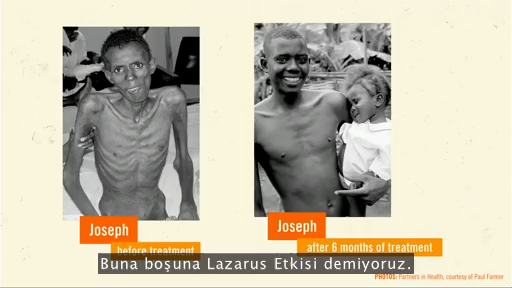 Joseph
before treatment
Joseph
after 6 months of treatment
Buna boşuna Lazarus Etkisi demiyoruz.
PHOTOS: Partners in Health, courtesy of Paul Farmer